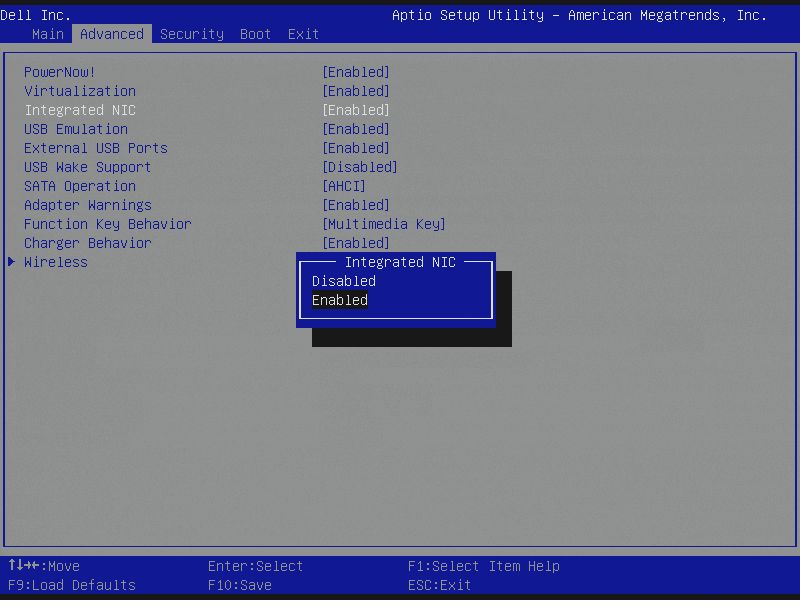 Dell Inc. Aptio Setup Utility – American Megatrends, Inc.
Main Advanced Security Boot Exit
PowerNow! [Enabled]
Virtualization [Enabled]
Integrated NIC [Enabled]
USB Emulation [Enabled]
External USB Ports [Enabled]
USB Wake Support [Disabled]
SATA Operation [AHCI]
Adapter Warnings [Enabled]
Function Key Behavior [Multimedia Key]
Charger Behavior [Enabled]
▶ Wireless
Integrated NIC
Disabled
Enabled
↑↓→←:Move Enter:Select F1:Select Item Help
F9:Load Defaults F10:Save ESC:Exit